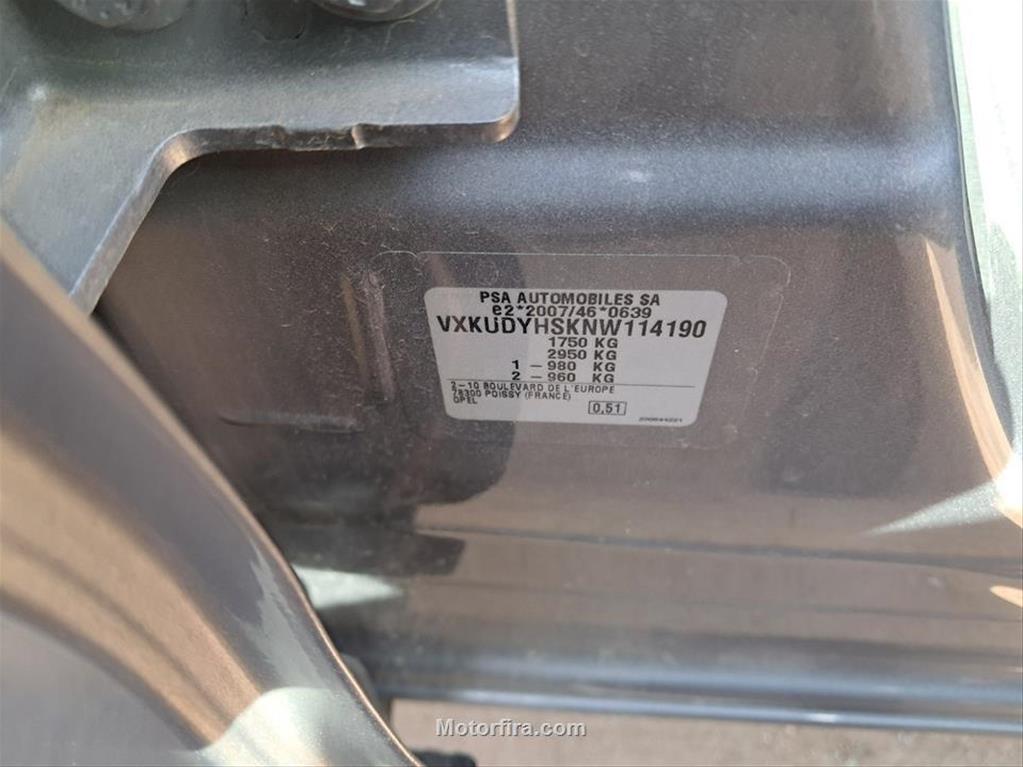 PSA AUTOMOBILES SA
e2*2007/46*0639
VXKUDYHSKNW114190
1750 KG
2950 KG
1 - 980 KG
2 - 960 KG
2-10 BOULEVARD DE L'EUROPE
78300 POISSY (FRANCE)
OPEL
0,51
Motorfira.com